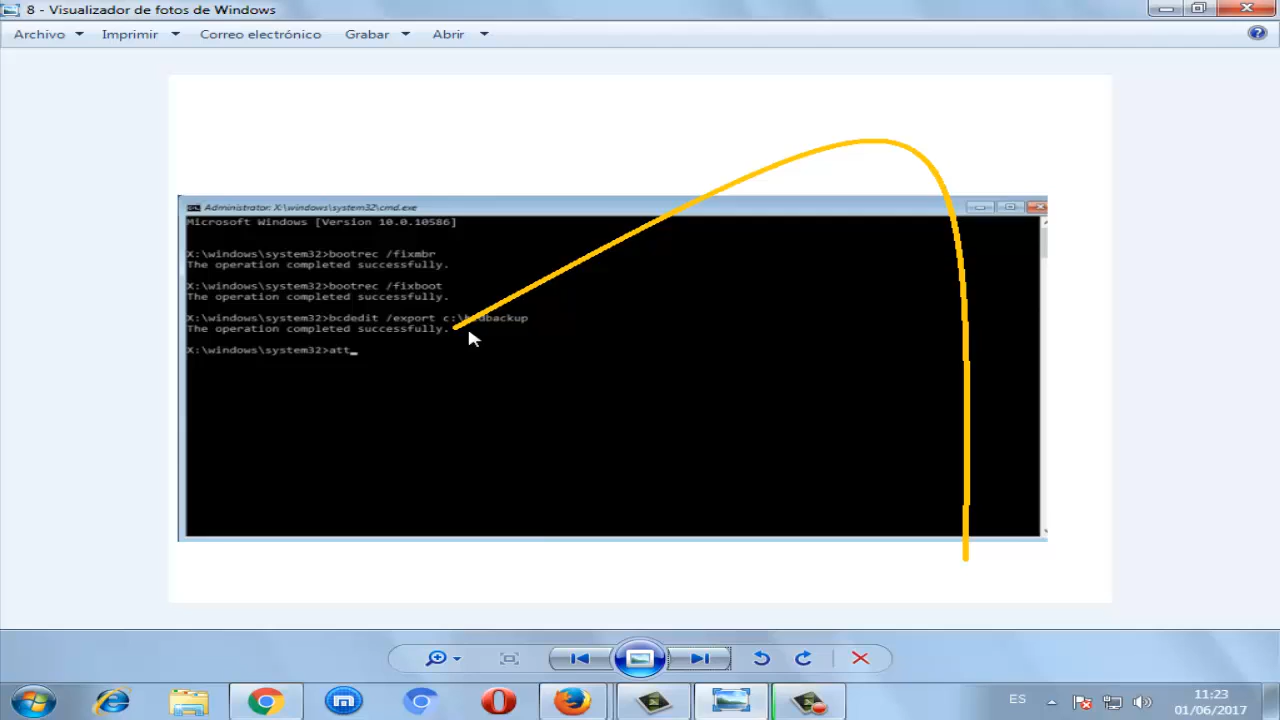 8 - Visualizador de fotos de Windows
Archivo Imprimir Correo electrónico Grabar Abrir
Administrator: X:\windows\system32\cmd.exe
Microsoft Windows [Version 10.0.10586]
X:\windows\system32>bootrec /fixmbr
The operation completed successfully.
X:\windows\system32>bootrec /fixboot
The operation completed successfully.
X:\windows\system32>bcdedit /export c:\bcdbackup
The operation completed successfully.
X:\windows\system32>att_
ES
11:23
01/06/2017